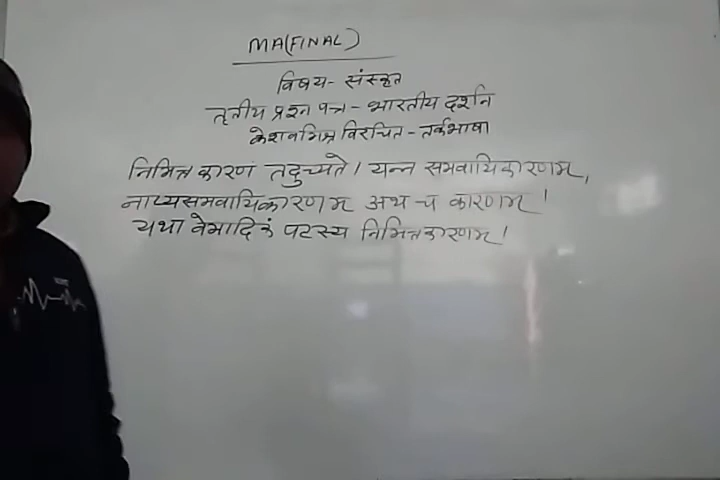 MA(FINAL)
विषय- संस्कृत
तृतीय प्रश्न पत्र - भारतीय दर्शन
केशवमिश्र विरचित - तर्कभाषा
निमित्त कारणं तदुच्यते। यन्न समवायिकारणम्,
नाप्यसमवायिकारणम् अथ च कारणम्।
यथा वेमादिकं पटस्य निमित्तकारणम्।